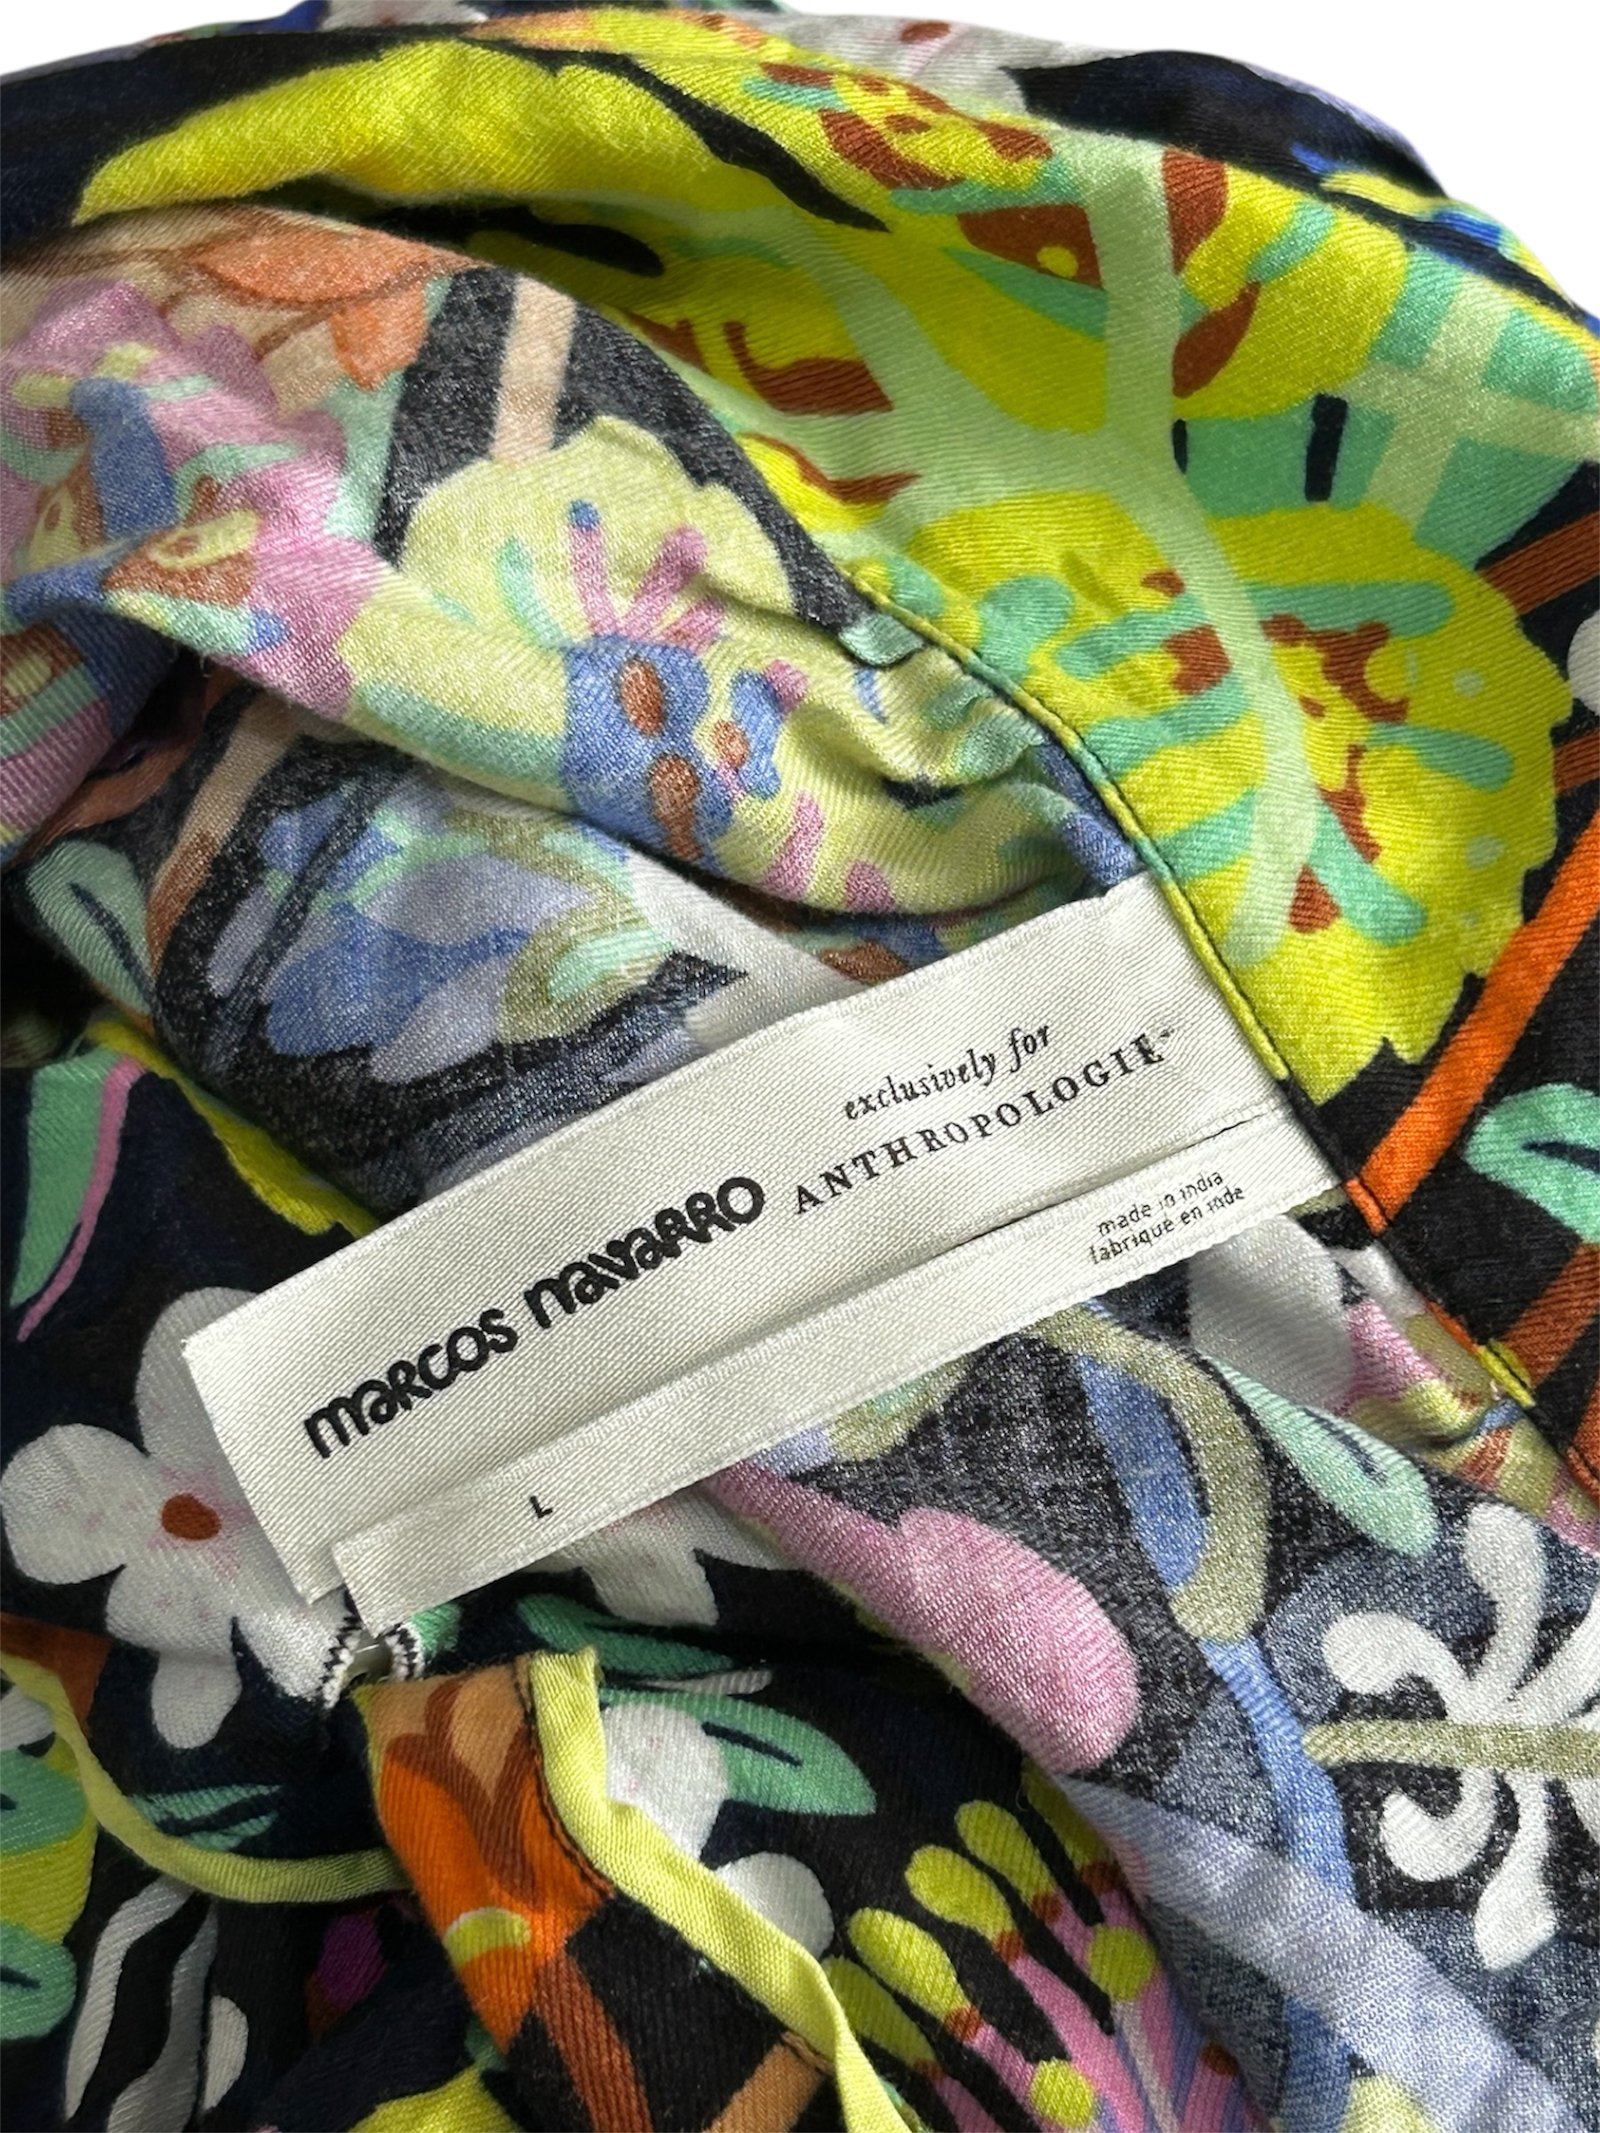 marcos navarro
exclusively for
ANTHROPOLOGIE
L
made in india
fabriqué en inde